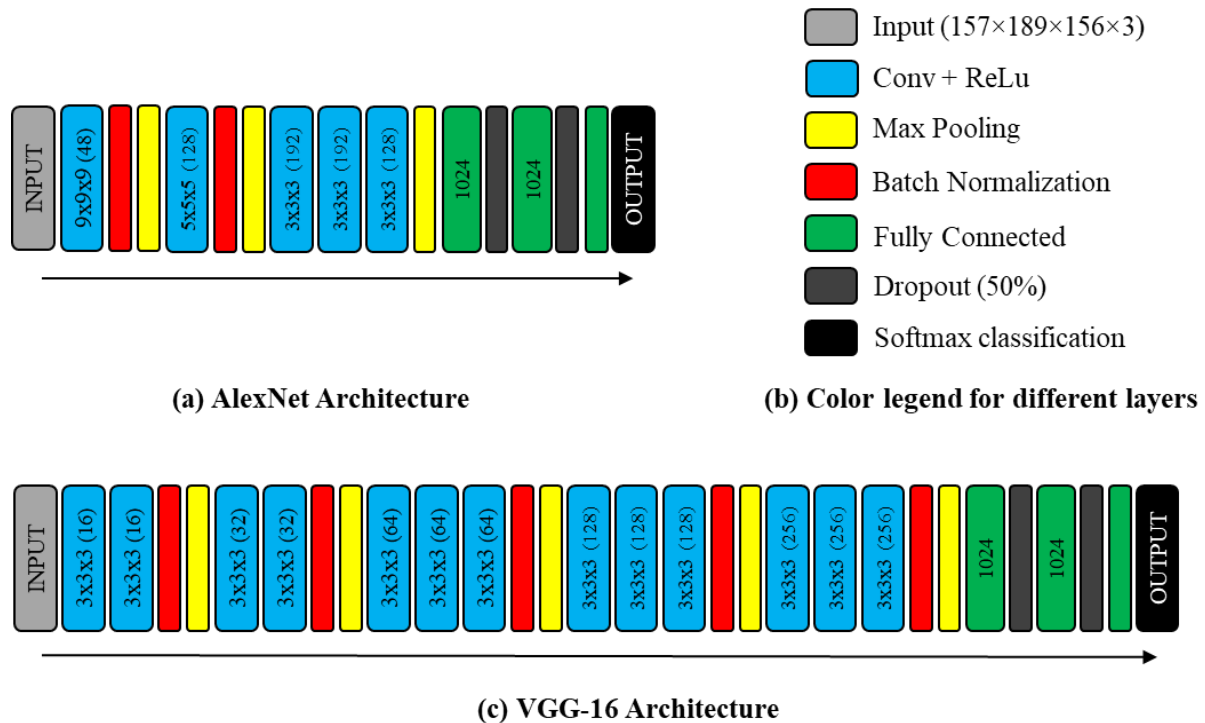 INPUT
9x9x9 (48)
5x5x5 (128)
3x3x3 (192)
3x3x3 (192)
3x3x3 (128)
1024
1024
OUTPUT
(a) AlexNet Architecture
Input (157×189×156×3)
Conv + ReLu
Max Pooling
Batch Normalization
Fully Connected
Dropout (50%)
Softmax classification
(b) Color legend for different layers
INPUT
3x3x3 (16)
3x3x3 (16)
3x3x3 (32)
3x3x3 (32)
3x3x3 (64)
3x3x3 (64)
3x3x3 (64)
3x3x3 (128)
3x3x3 (128)
3x3x3 (128)
3x3x3 (256)
3x3x3 (256)
3x3x3 (256)
1024
1024
OUTPUT
(c) VGG-16 Architecture